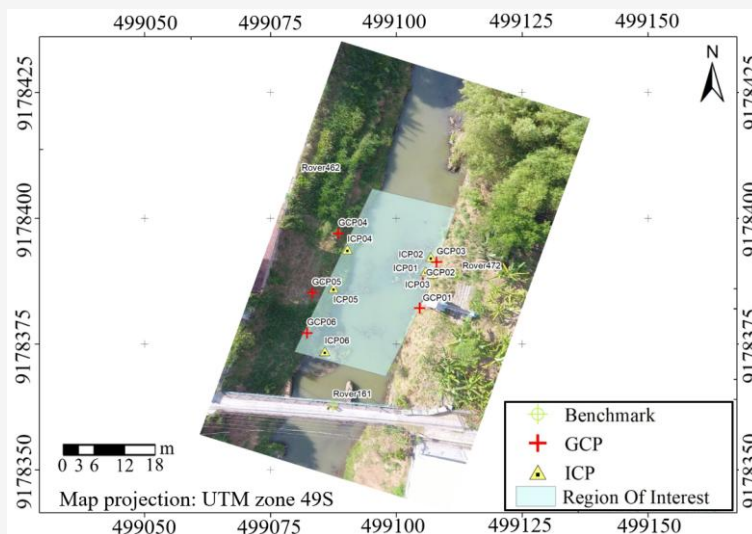 499050 499075 499100 499125 499150
N
9178425 9178425
Rover462
9178400 9178400
GCP04
ICP04
ICP02 GCP03
ICP01 Rover472
GCP02
GCP05
ICP03
ICP05
GCP01
GCP06
9178375 9178375
ICP06
Rover161
Benchmark
GCP
ICP
Region Of Interest
m
0 3 6 12 18
9178350 9178350
Map projection: UTM zone 49S
499050 499075 499100 499125 499150